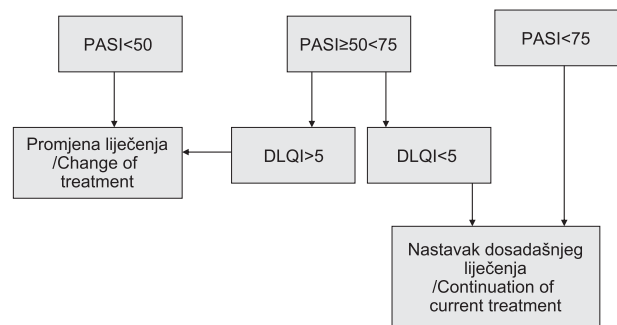 PASI<50
PASI≥50<75
PASI<75
Promjena liječenja
/Change of
treatment
DLQI>5
DLQI<5
Nastavak dosadašnjeg
liječenja
/Continuation of
current treatment